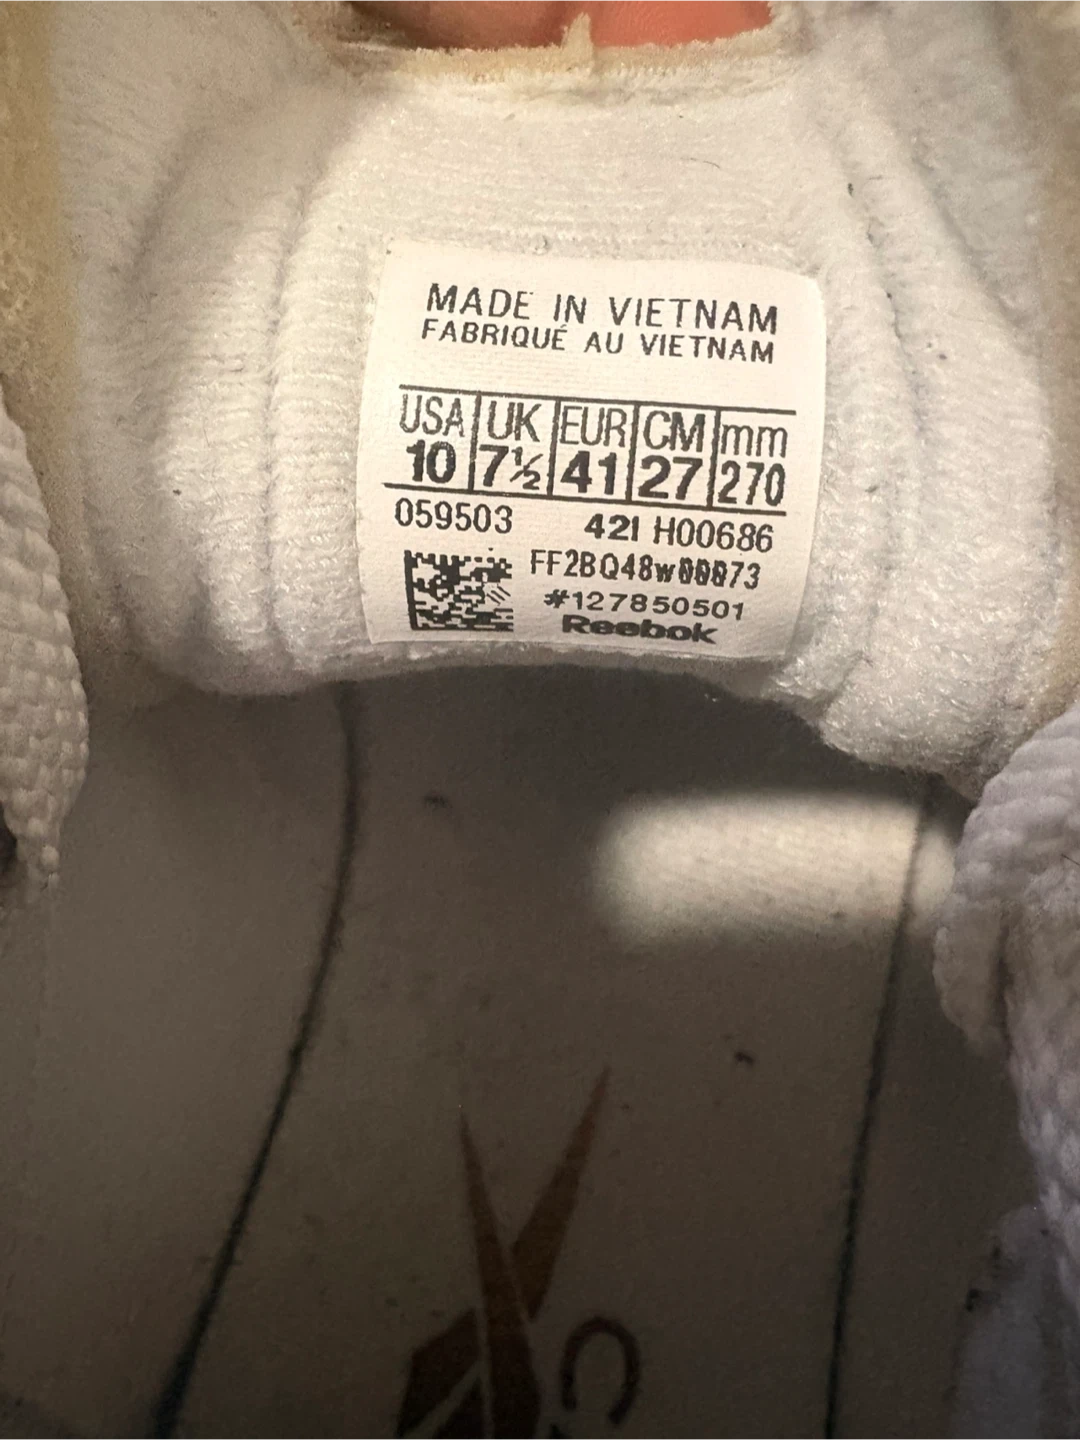 MADE IN VIETNAM
FABRIQUÉ AU VIETNAM
USA UK EUR CM mm
10 7½ 41 27 270
059503 421 H00686
FF2BQ48w00073
#127850501
Reebok
C